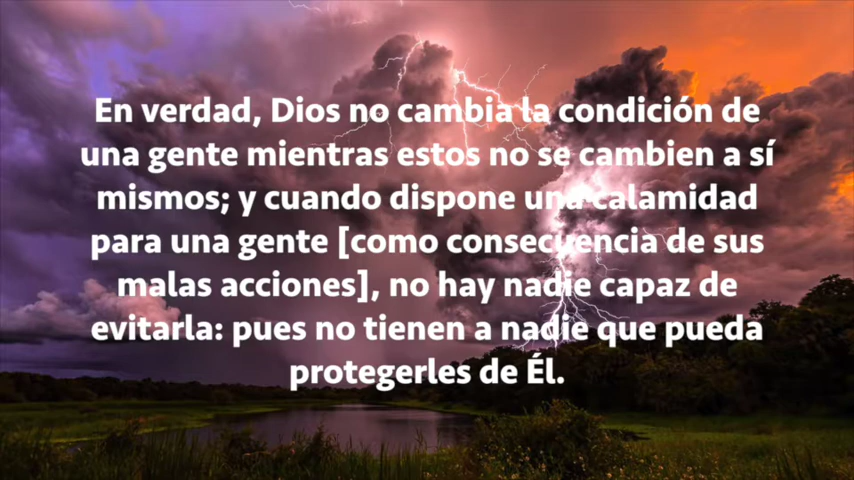 En verdad, Dios no cambia la condición de
una gente mientras estos no se cambien a sí
mismos; y cuando dispone una calamidad
para una gente [como consecuencia de sus
malas acciones], no hay nadie capaz de
evitarla: pues no tienen a nadie que pueda
protegerles de Él.